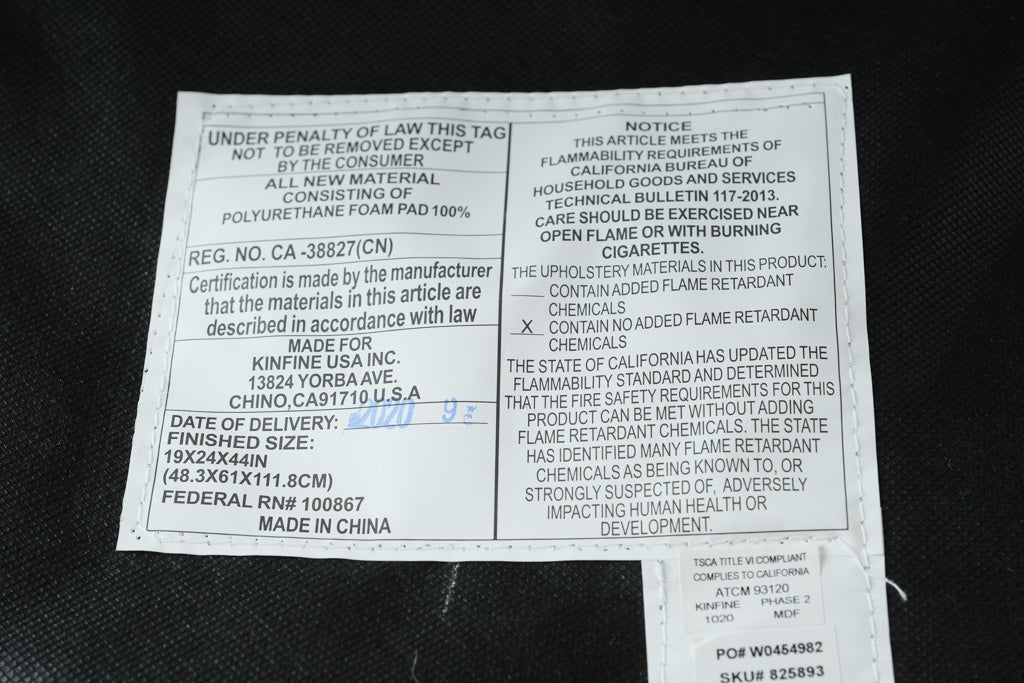 UNDER PENALTY OF LAW THIS TAG
NOT TO BE REMOVED EXCEPT
BY THE CONSUMER
ALL NEW MATERIAL
CONSISTING OF
POLYURETHANE FOAM PAD 100%
REG. NO. CA -38827(CN)
Certification is made by the manufacturer
that the materials in this article are
described in accordance with law
MADE FOR
KINFINE USA INC.
13824 YORBA AVE.
CHINO,CA91710 U.S.A
DATE OF DELIVERY: 2020 9
FINISHED SIZE:
19X24X44IN
(48.3X61X111.8CM)
FEDERAL RN# 100867
MADE IN CHINA
NOTICE
THIS ARTICLE MEETS THE
FLAMMABILITY REQUIREMENTS OF
CALIFORNIA BUREAU OF
HOUSEHOLD GOODS AND SERVICES
TECHNICAL BULLETIN 117-2013.
CARE SHOULD BE EXERCISED NEAR
OPEN FLAME OR WITH BURNING
CIGARETTES.
THE UPHOLSTERY MATERIALS IN THIS PRODUCT:
___ CONTAIN ADDED FLAME RETARDANT
CHEMICALS
X CONTAIN NO ADDED FLAME RETARDANT
CHEMICALS
THE STATE OF CALIFORNIA HAS UPDATED THE
FLAMMABILITY STANDARD AND DETERMINED
THAT THE FIRE SAFETY REQUIREMENTS FOR THIS
PRODUCT CAN BE MET WITHOUT ADDING
FLAME RETARDANT CHEMICALS. THE STATE
HAS IDENTIFIED MANY FLAME RETARDANT
CHEMICALS AS BEING KNOWN TO, OR
STRONGLY SUSPECTED OF, ADVERSELY
IMPACTING HUMAN HEALTH OR
DEVELOPMENT.
TSCA TITLE VI COMPLIANT
COMPLIES TO CALIFORNIA
ATCM 93120
KINFINE PHASE 2
1020 MDF
PO# W0454982
SKU# 825893